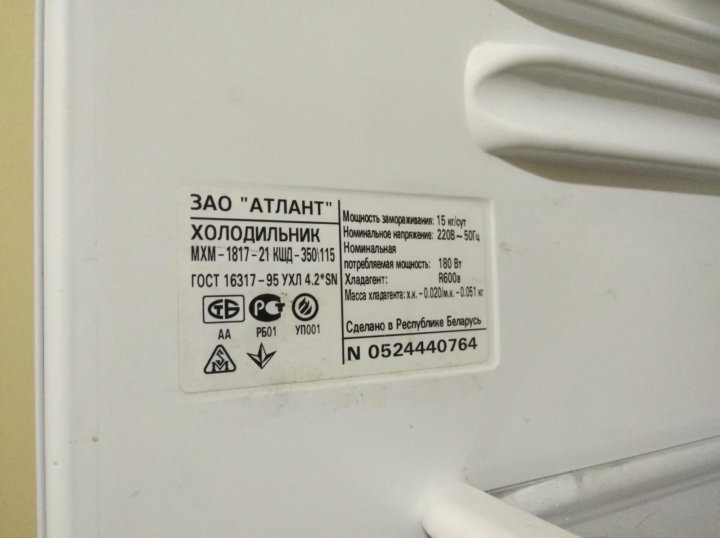 ЗАО "АТЛАНТ"
ХОЛОДИЛЬНИК
МХМ-1817-21 КШД-350/115
ГОСТ 16317-95 УХЛ 4.2*SN
СТБ РСТ
АА РБ01 УП001
Мощность замораживания: 15 кг/сут
Номинальное напряжение: 220В ~ 50Гц
Номинальная
потребляемая мощность: 180 Вт
Хладагент: R600a
Масса хладагента: х.к. - 0.020/м.к. - 0.051 кг
Сделано в Республике Беларусь
N 0524440764